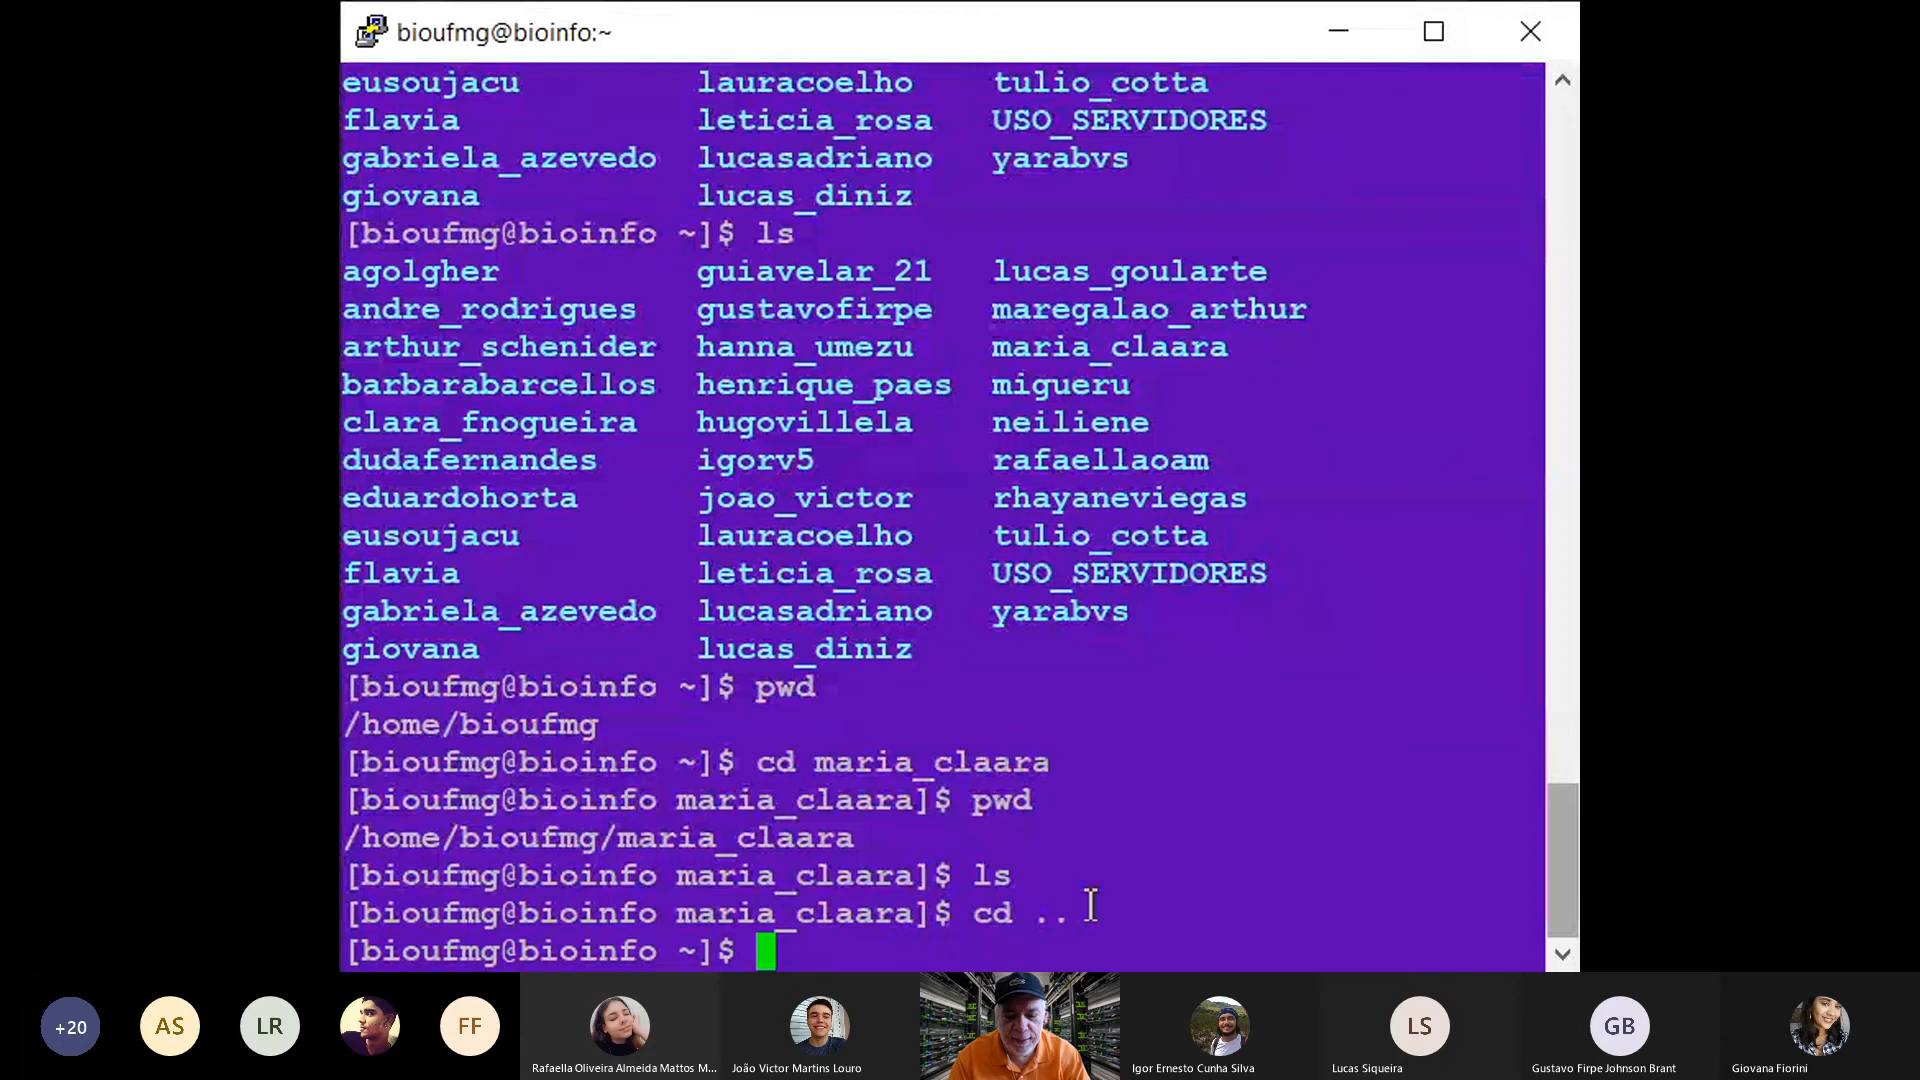 bioufmg@bioinfo:~
eusoujacu lauracoelho tulio_cotta
flavia leticia_rosa USO_SERVIDORES
gabriela_azevedo lucasadriano yarabvs
giovana lucas_diniz
[bioufmg@bioinfo ~]$ ls
agolgher guiavelar_21 lucas_goularte
andre_rodrigues gustavofirpe maregalao_arthur
arthur_schenider hanna_umezu maria_claara
barbarabarcellos henrique_paes migueru
clara_fnogueira hugovillela neiliene
dudafernandes igorv5 rafaellaoam
eduardohorta joao_victor rhayaneviegas
eusoujacu lauracoelho tulio_cotta
flavia leticia_rosa USO_SERVIDORES
gabriela_azevedo lucasadriano yarabvs
giovana lucas_diniz
[bioufmg@bioinfo ~]$ pwd
/home/bioufmg
[bioufmg@bioinfo ~]$ cd maria_claara
[bioufmg@bioinfo maria_claara]$ pwd
/home/bioufmg/maria_claara
[bioufmg@bioinfo maria_claara]$ ls
[bioufmg@bioinfo maria_claara]$ cd ..
[bioufmg@bioinfo ~]$
+20 AS LR FF LS GB
Rafaella Oliveira Almeida Mattos M... João Victor Martins Louro Igor Ernesto Cunha Silva Lucas Siqueira Gustavo Firpe Johnson Brant Giovana Fiorini